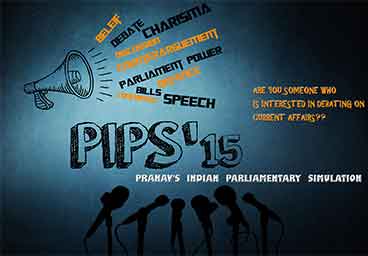 BELIEF
DEBATE CHARISMA
DISCUSSION
COUNTERARGUEMENT
PARLIAMENT POWER
BILLS SPEECH
ARE YOU SOMEONE WHO
IS INTERESTED IN DEBATING ON
CURRENT AFFAIRS??
PIPS'15
PRANAY'S INDIAN PARLIAMENTARY SIMULATION